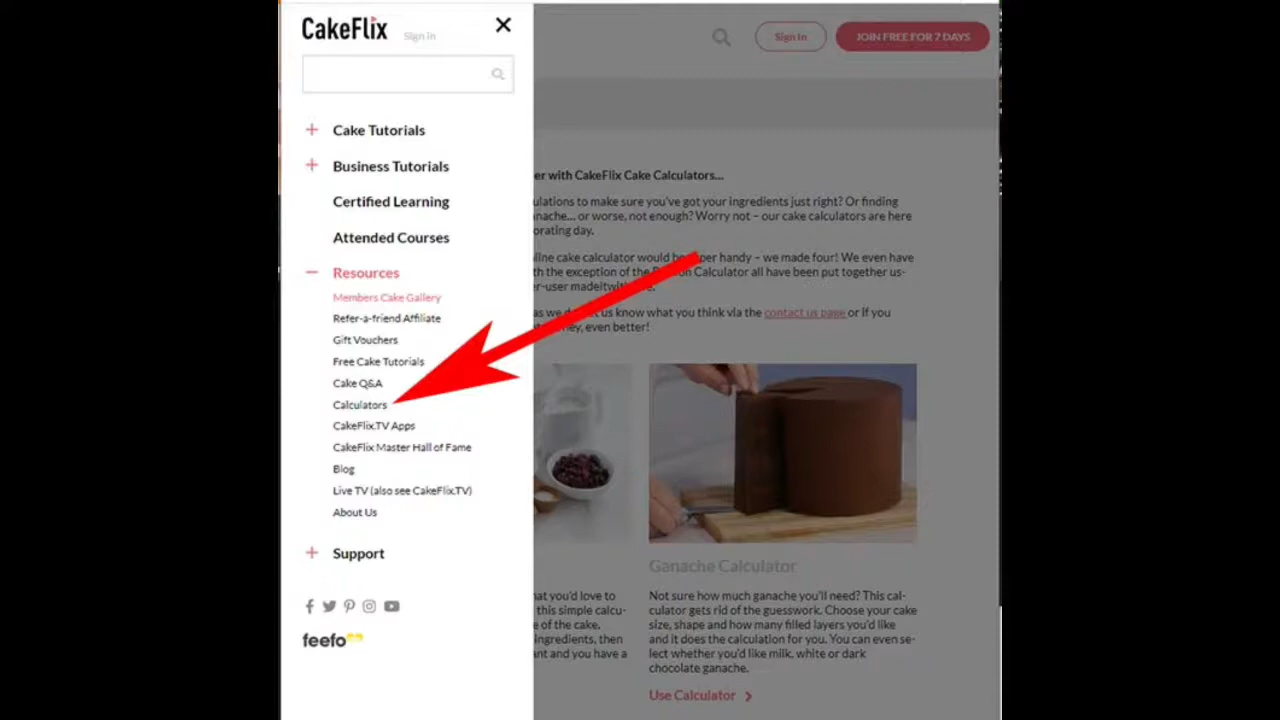 CakeFlix
Sign in
Cake Tutorials
Business Tutorials
Certified Learning
Attended Courses
Resources
Members Cake Gallery
Refer-a-friend Affiliate
Gift Vouchers
Free Cake Tutorials
Cake Q&A
Calculators
CakeFlix.TV Apps
CakeFlix Master Hall of Fame
Blog
Live TV (also see CakeFlix.TV)
About Us
Support
feefo
Sign In
JOIN FREE FOR 7 DAYS
er with CakeFlix Cake Calculators...
ulations to make sure you've got your ingredients just right? Or finding
nache... or worse, not enough? Worry not – our cake calculators are here
orating day.
line cake calculator would be per handy – we made four! We even have
th the exception of the on Calculator all have been put together us-
er-user madeitwith
as we do us know what you think via the contact us page or if you
ey, even better!
hat you'd love to
this simple calcu-
e of the cake.
ingredients, then
ant and you have a
Ganache Calculator
Not sure how much ganache you'll need? This cal-
culator gets rid of the guesswork. Choose your cake
size, shape and how many filled layers you'd like
and it does the calculation for you. You can even se-
lect whether you'd like milk, white or dark
chocolate ganache.
Use Calculator